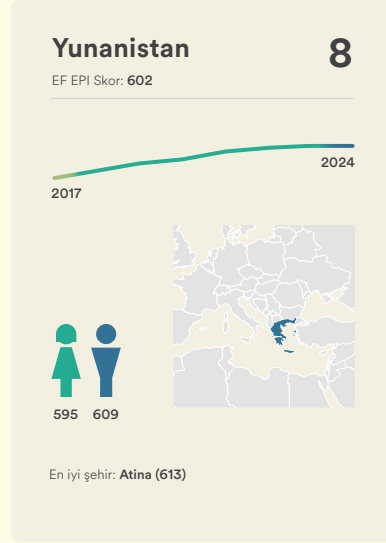 Yunanistan
8
EF EPI Skor: 602
2024
2017
595 609
En iyi şehir: Atina (613)